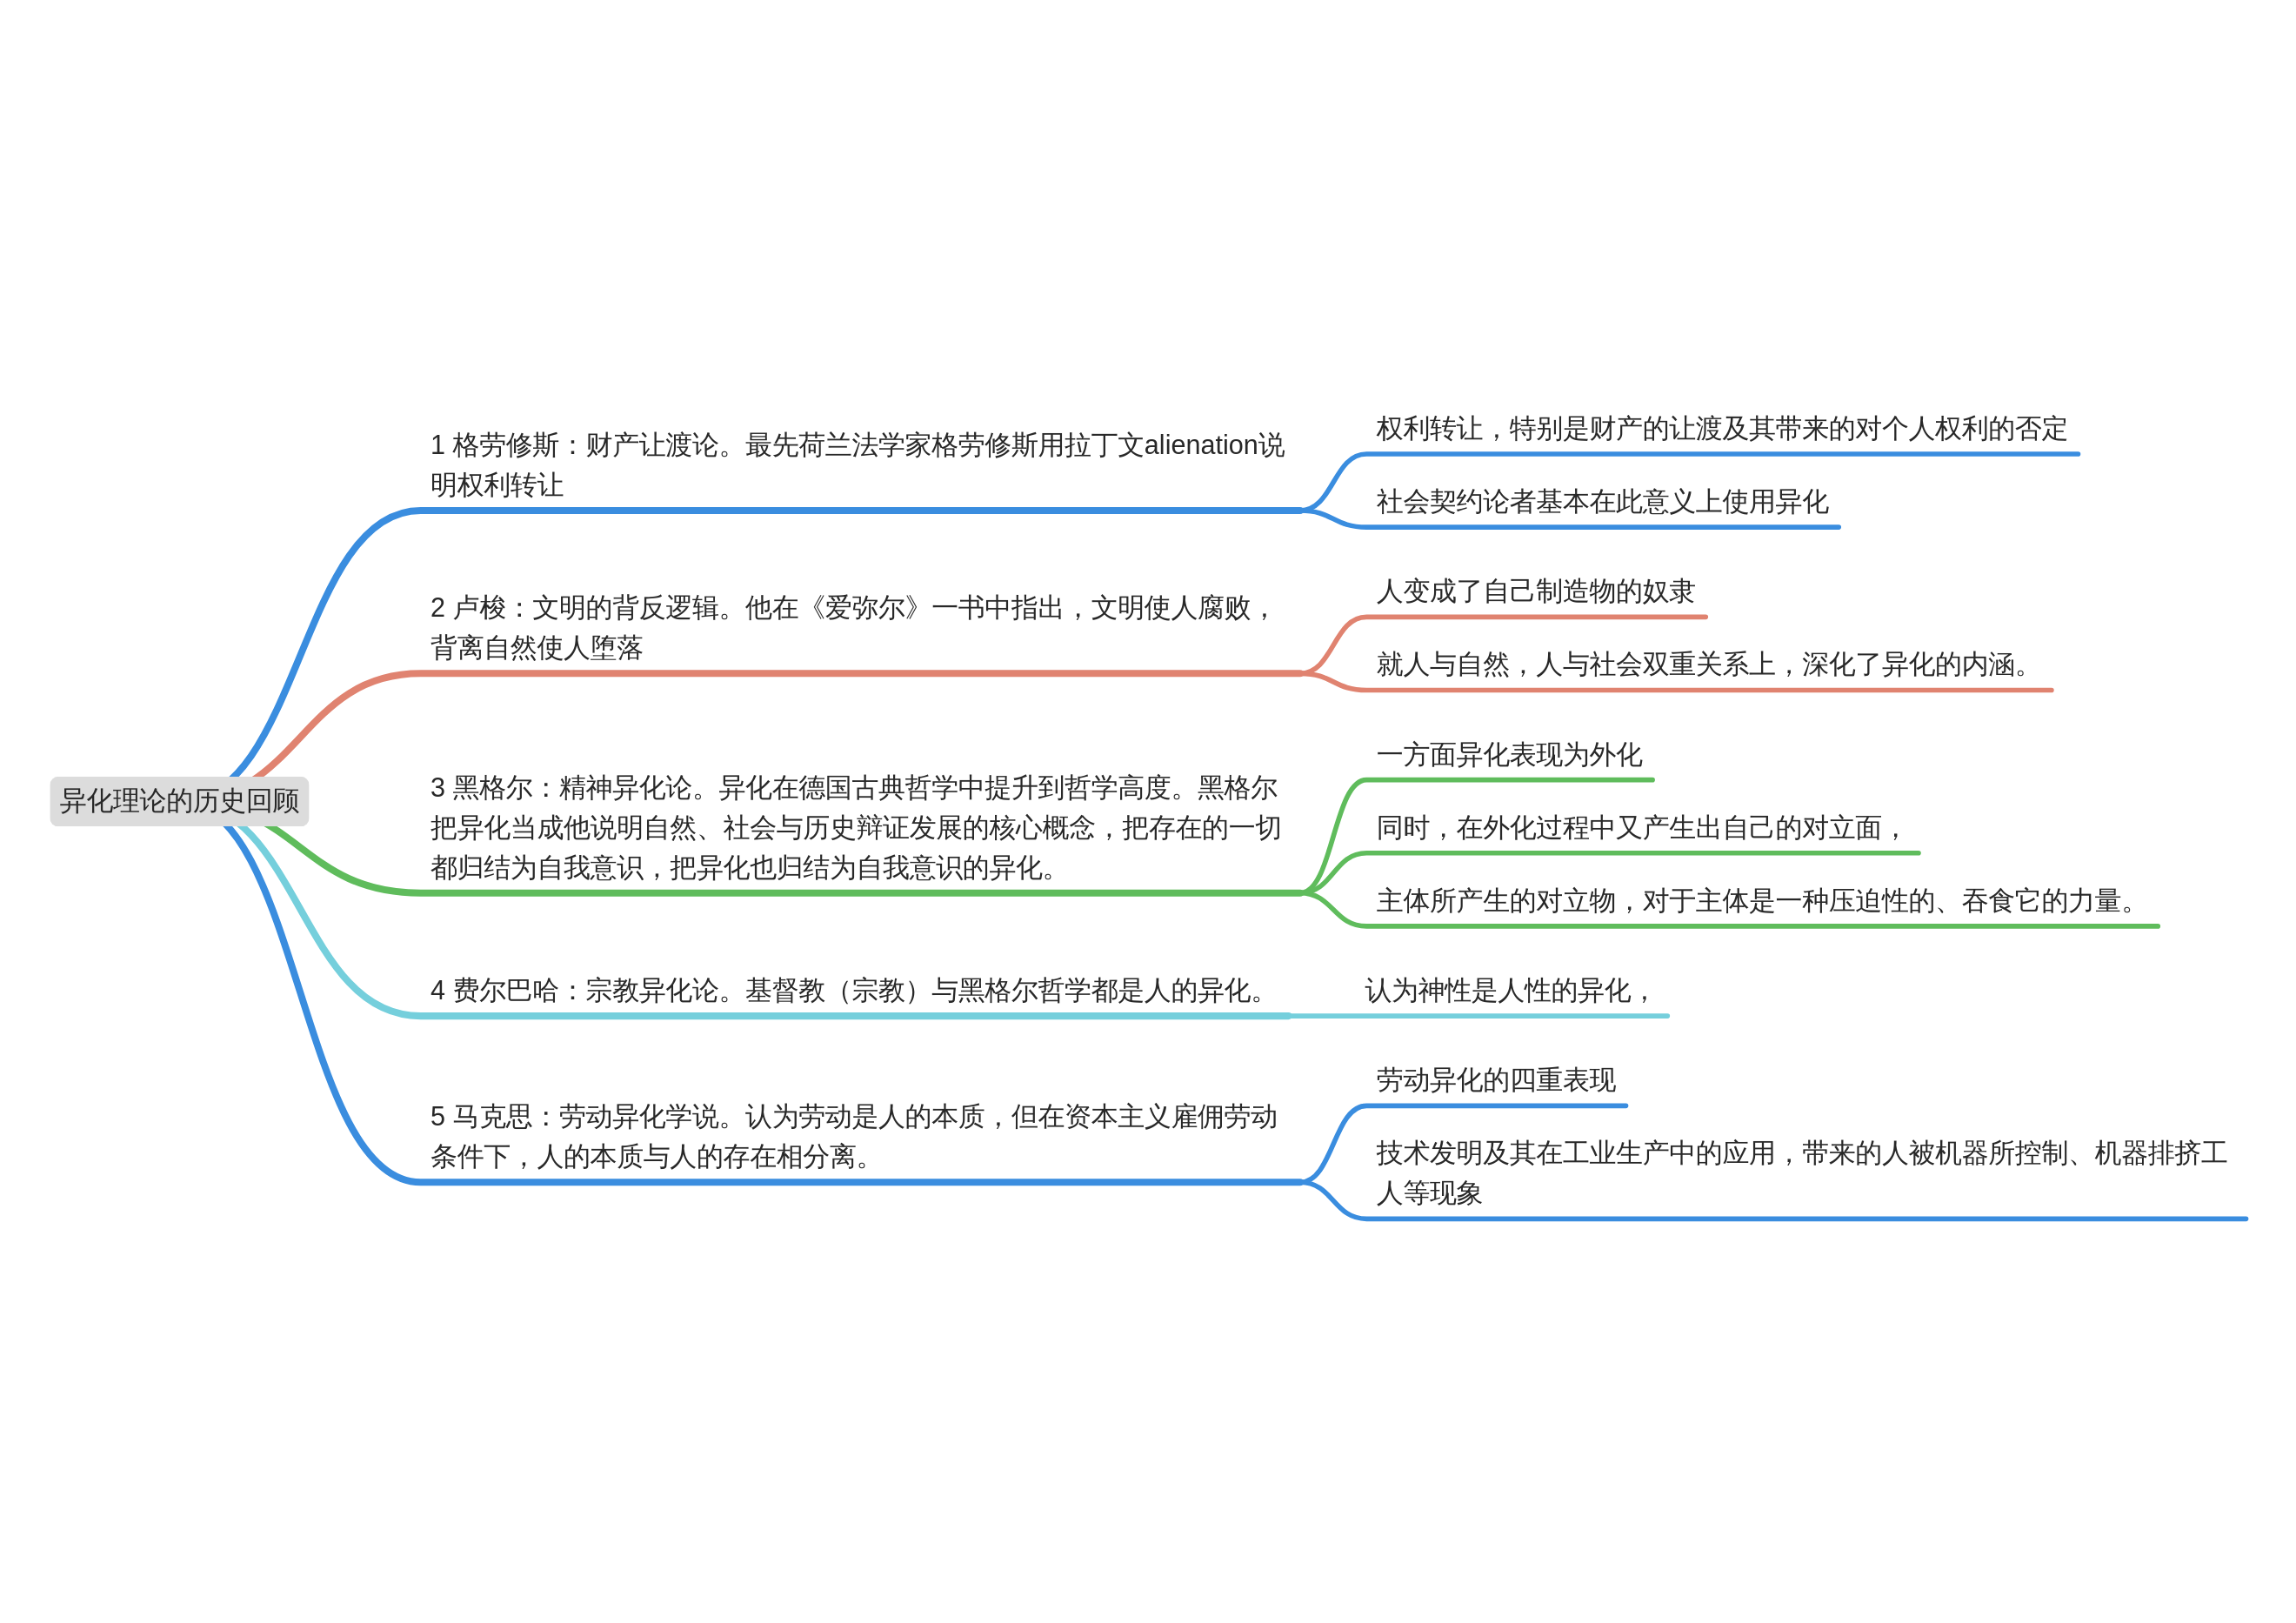 异化理论的历史回顾
1 格劳修斯：财产让渡论。最先荷兰法学家格劳修斯用拉丁文alienation说
明权利转让
权利转让，特别是财产的让渡及其带来的对个人权利的否定
社会契约论者基本在此意义上使用异化
2 卢梭：文明的背反逻辑。他在《爱弥尔》一书中指出，文明使人腐败，
背离自然使人堕落
人变成了自己制造物的奴隶
就人与自然，人与社会双重关系上，深化了异化的内涵。
3 黑格尔：精神异化论。异化在德国古典哲学中提升到哲学高度。黑格尔
把异化当成他说明自然、社会与历史辩证发展的核心概念，把存在的一切
都归结为自我意识，把异化也归结为自我意识的异化。
一方面异化表现为外化
同时，在外化过程中又产生出自己的对立面，
主体所产生的对立物，对于主体是一种压迫性的、吞食它的力量。
4 费尔巴哈：宗教异化论。基督教（宗教）与黑格尔哲学都是人的异化。
认为神性是人性的异化，
5 马克思：劳动异化学说。认为劳动是人的本质，但在资本主义雇佣劳动
条件下，人的本质与人的存在相分离。
劳动异化的四重表现
技术发明及其在工业生产中的应用，带来的人被机器所控制、机器排挤工
人等现象